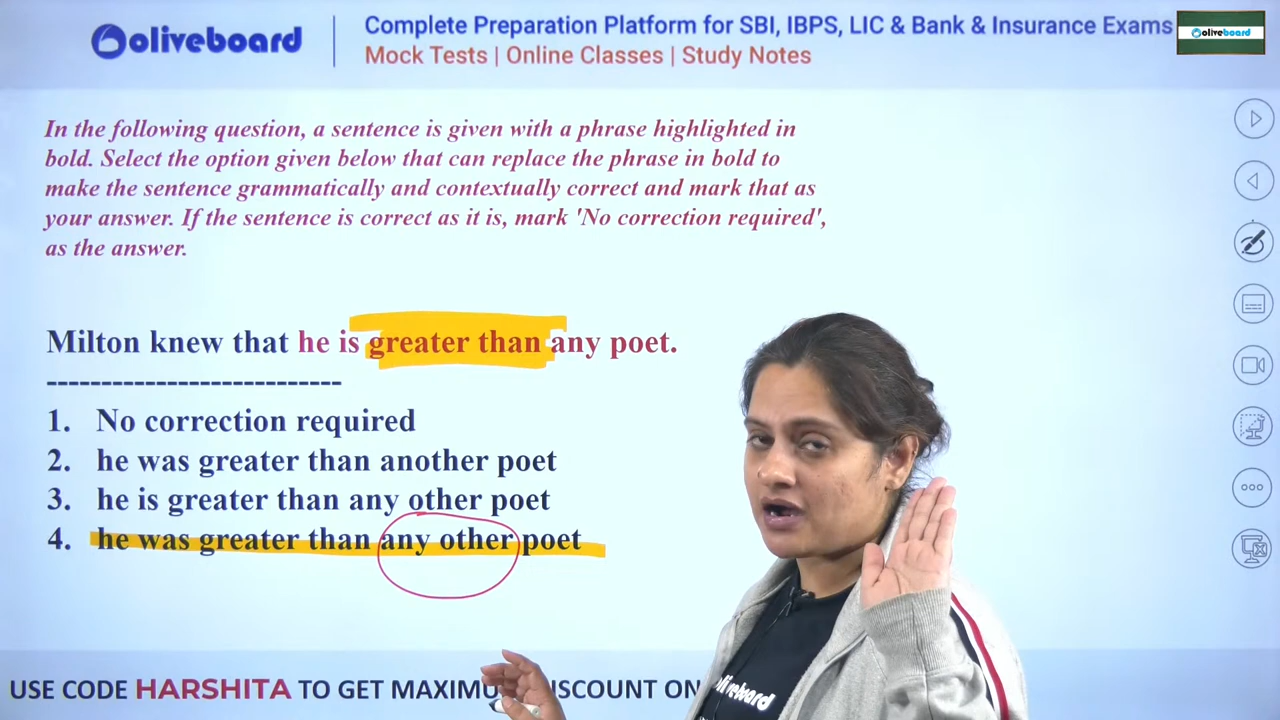 oliveboard
Complete Preparation Platform for SBI, IBPS, LIC & Bank & Insurance Exams
Mock Tests | Online Classes | Study Notes
oliveboard
In the following question, a sentence is given with a phrase highlighted in
bold. Select the option given below that can replace the phrase in bold to
make the sentence grammatically and contextually correct and mark that as
your answer. If the sentence is correct as it is, mark 'No correction required',
as the answer.
Milton knew that he is greater than any poet.
---------------------------
1. No correction required
2. he was greater than another poet
3. he is greater than any other poet
4. he was greater than any other poet
USE CODE HARSHITA TO GET ON
oliveboard